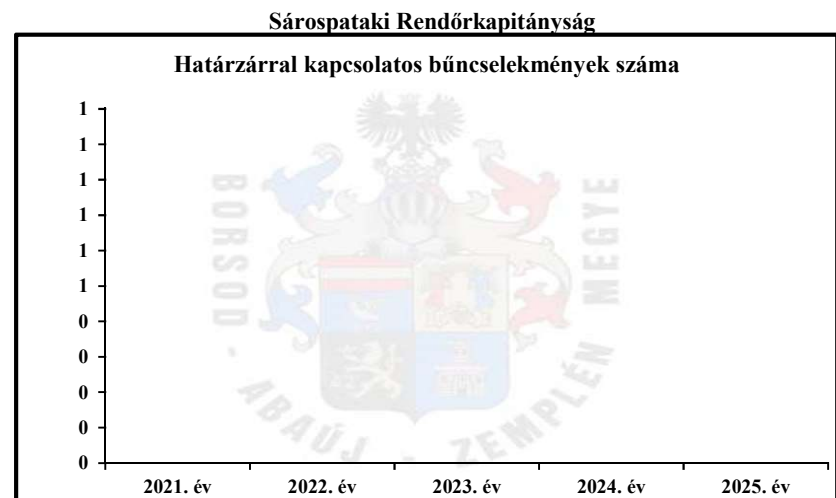 Sárospataki Rendőrkapitányság
Határzárral kapcsolatos bűncselekmények száma
1
1
1
1
1
1
0
0
0
0
0
2021. év 2022. év 2023. év 2024. év 2025. év
BORSOD - ABAÚJ - ZEMPLÉN MEGYE